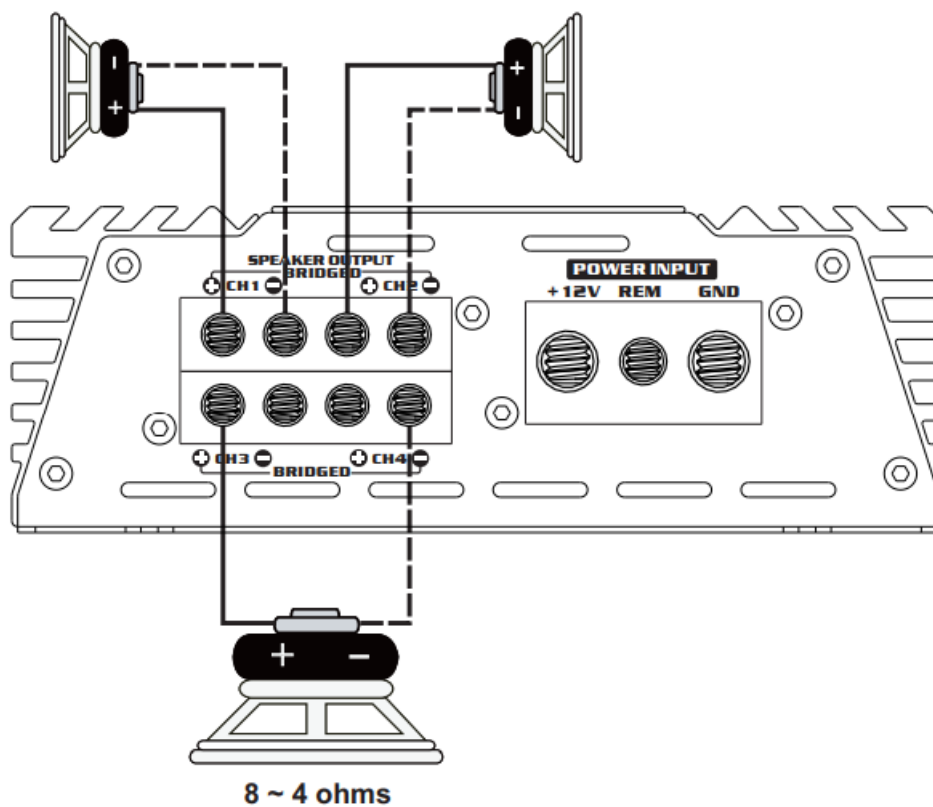 - +
+ -
SPEAKER OUTPUT
BRIDGED
+ CH1 - + CH2 -
POWER INPUT
+12V REM GND
+ CH3 - + CH4 -
BRIDGED
+ -
8 ~ 4 ohms